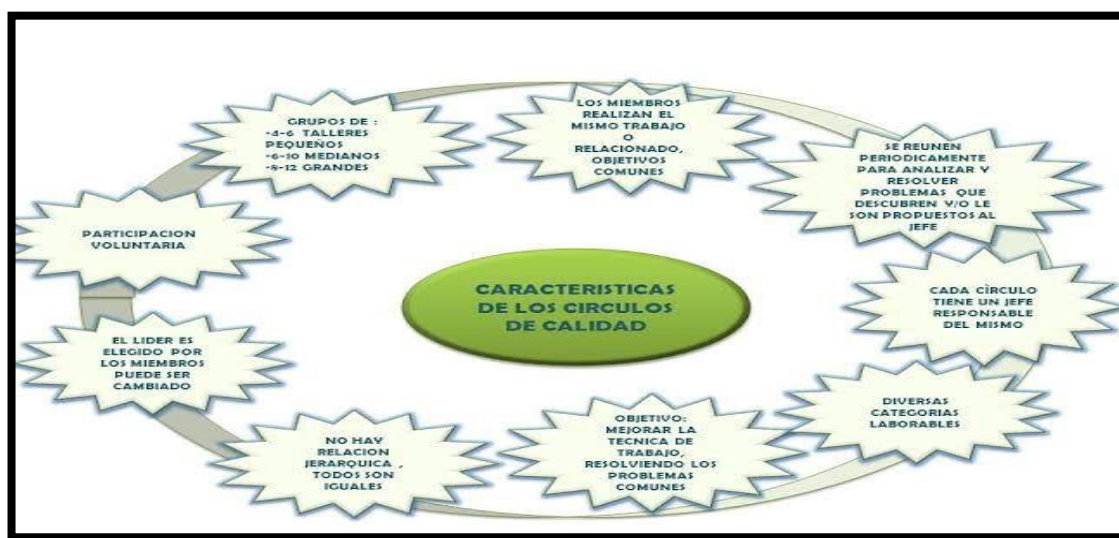 GRUPOS DE :
•4-6 TALLERES
PEQUEÑOS
•6-10 MEDIANOS
•8-12 GRANDES
LOS MIEMBROS
REALIZAN EL
MISMO TRABAJO
O
RELACIONADO,
OBJETIVOS
COMUNES
SE REUNEN
PERIODICAMENTE
PARA ANALIZAR Y
RESOLVER
PROBLEMAS QUE
DESCUBREN Y/O LE
SON PROPUESTOS AL
JEFE
CADA CÌRCULO
TIENE UN JEFE
RESPONSABLE
DEL MISMO
DIVERSAS
CATEGORIAS
LABORABLES
OBJETIVO:
MEJORAR LA
TECNICA DE
TRABAJO,
RESOLVIENDO LOS
PROBLEMAS
COMUNES
NO HAY
RELACION
JERARQUICA ,
TODOS SON
IGUALES
EL LIDER ES
ELEGIDO POR
LOS MIEMBROS
PUEDE SER
CAMBIADO
PARTICIPACION
VOLUNTARIA
CARACTERISTICAS
DE LOS CIRCULOS
DE CALIDAD